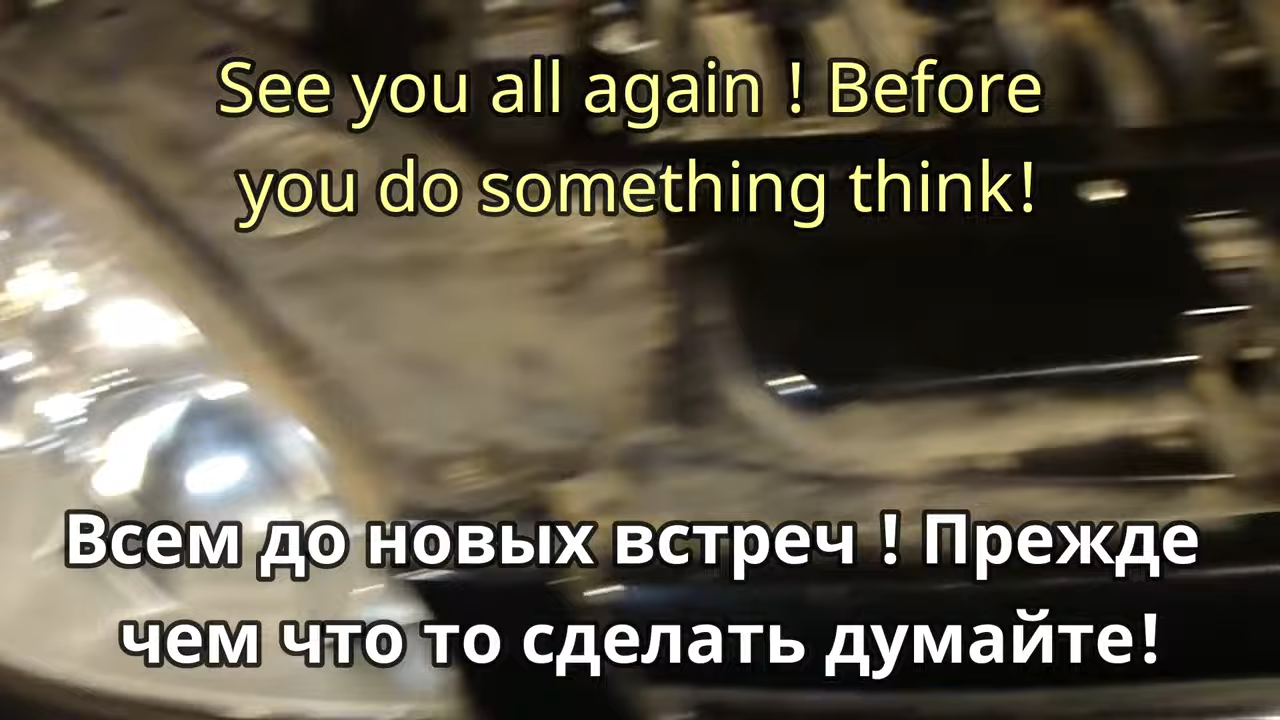 See you all again ! Before
you do something think!
Всем до новых встреч ! Прежде
чем что то сделать думайте!